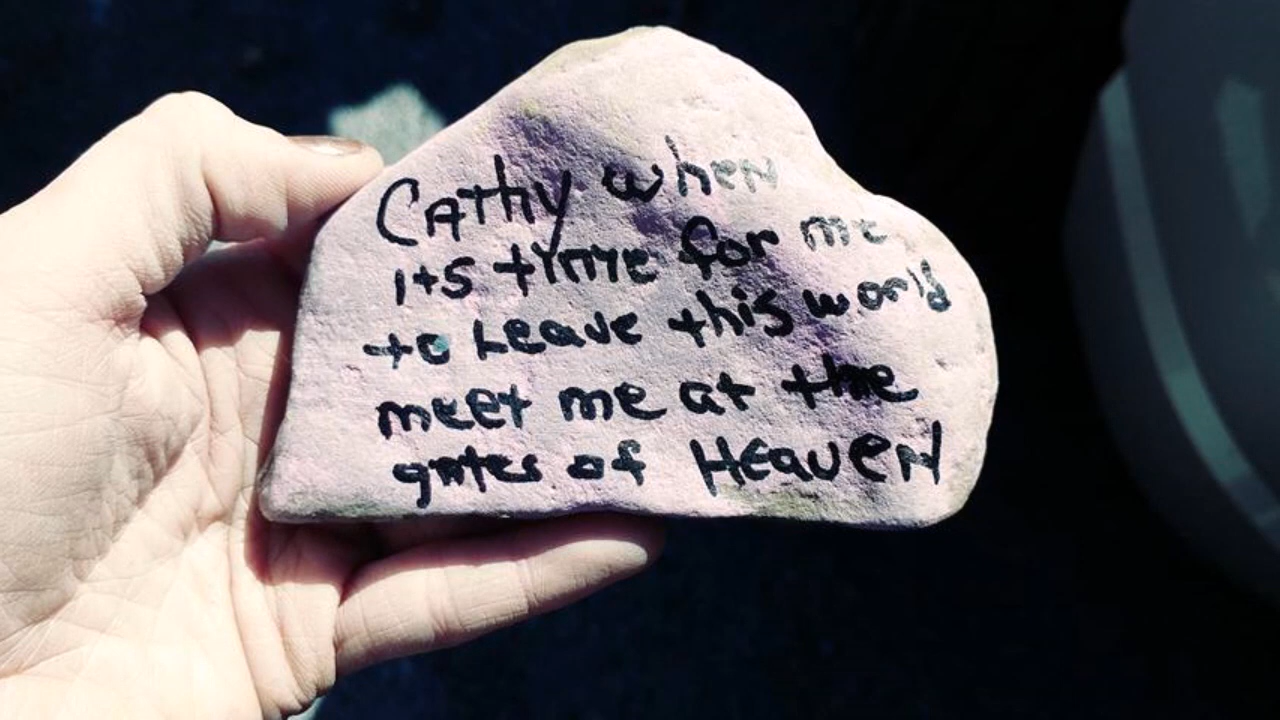 CATHy when
its time for me
to Leave this world
meet me at the
gates of HeaveN